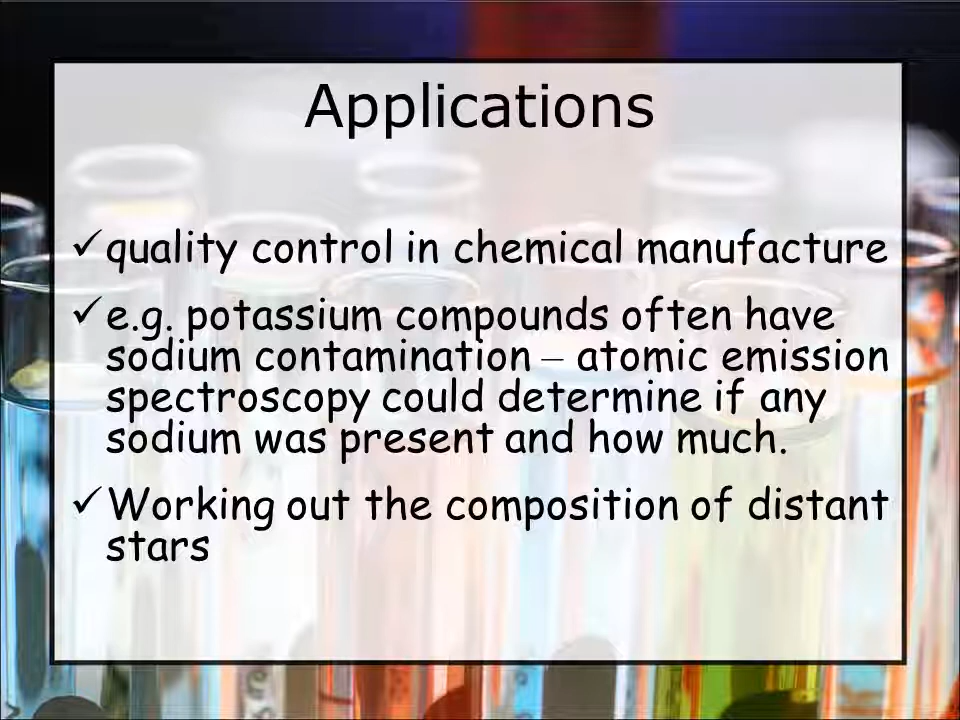 Applications
✓ quality control in chemical manufacture
✓ e.g. potassium compounds often have
sodium contamination – atomic emission
spectroscopy could determine if any
sodium was present and how much.
✓ Working out the composition of distant
stars